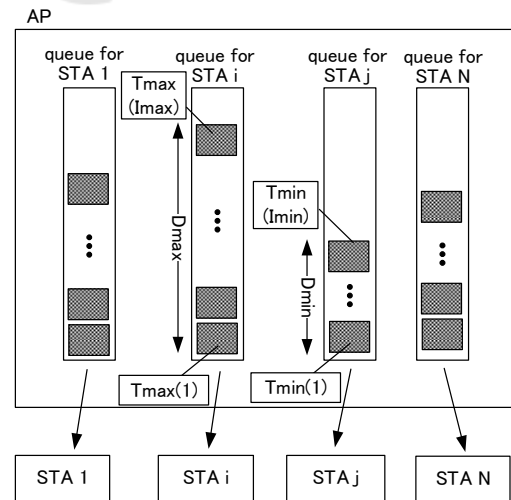 AP
queue for
STA 1
queue for
STA i
queue for
STA j
queue for
STA N
Tmax
(Imax)
Tmin
(Imin)
Dmax
Dmin
Tmax(1)
Tmin(1)
STA 1
STA i
STA j
STA N